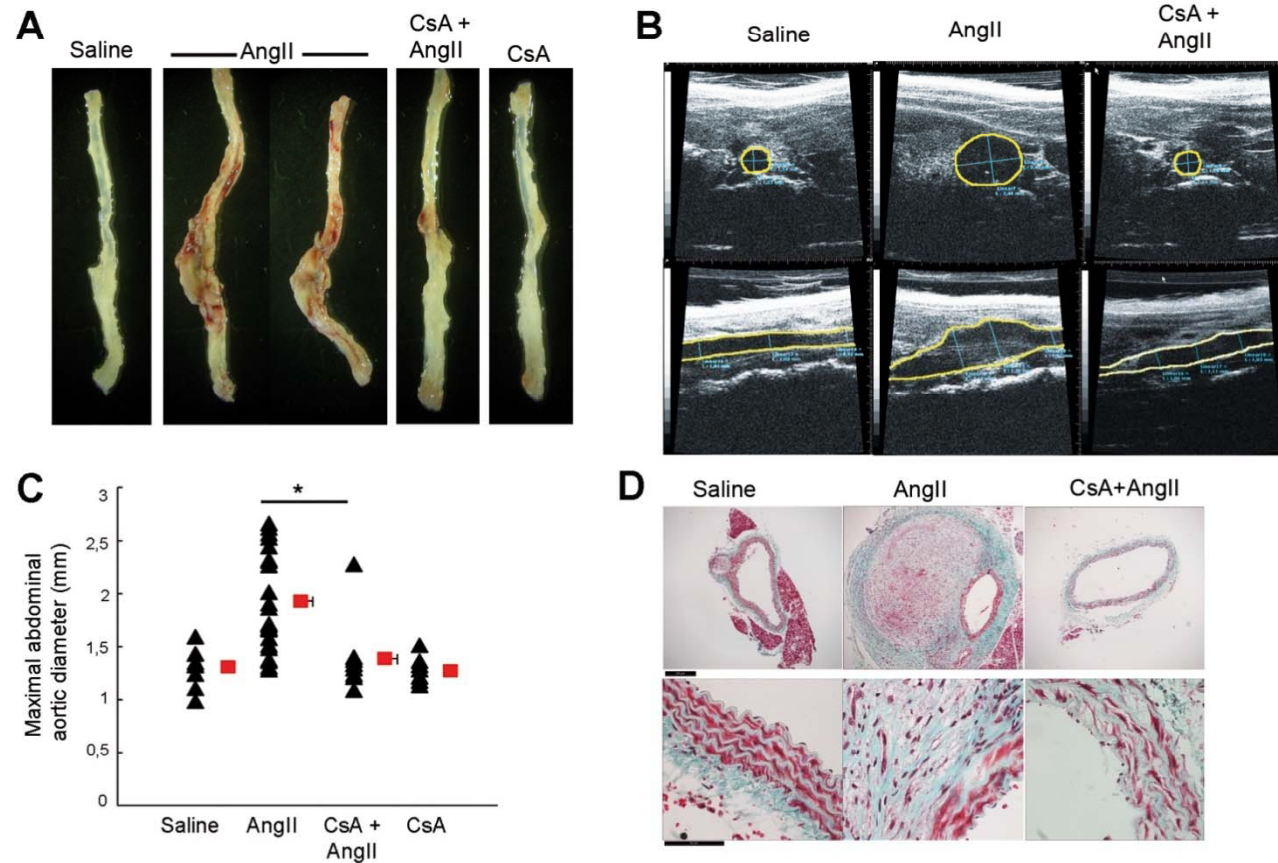 A
Saline
AngII
CsA +
AngII
CsA
B
Saline
AngII
CsA +
AngII
C
*
Maximal abdominal
aortic diameter (mm)
3
2,5
2
1,5
1
0,5
0
Saline
AngII
CsA +
AngII
CsA
D
Saline
AngII
CsA+AngII